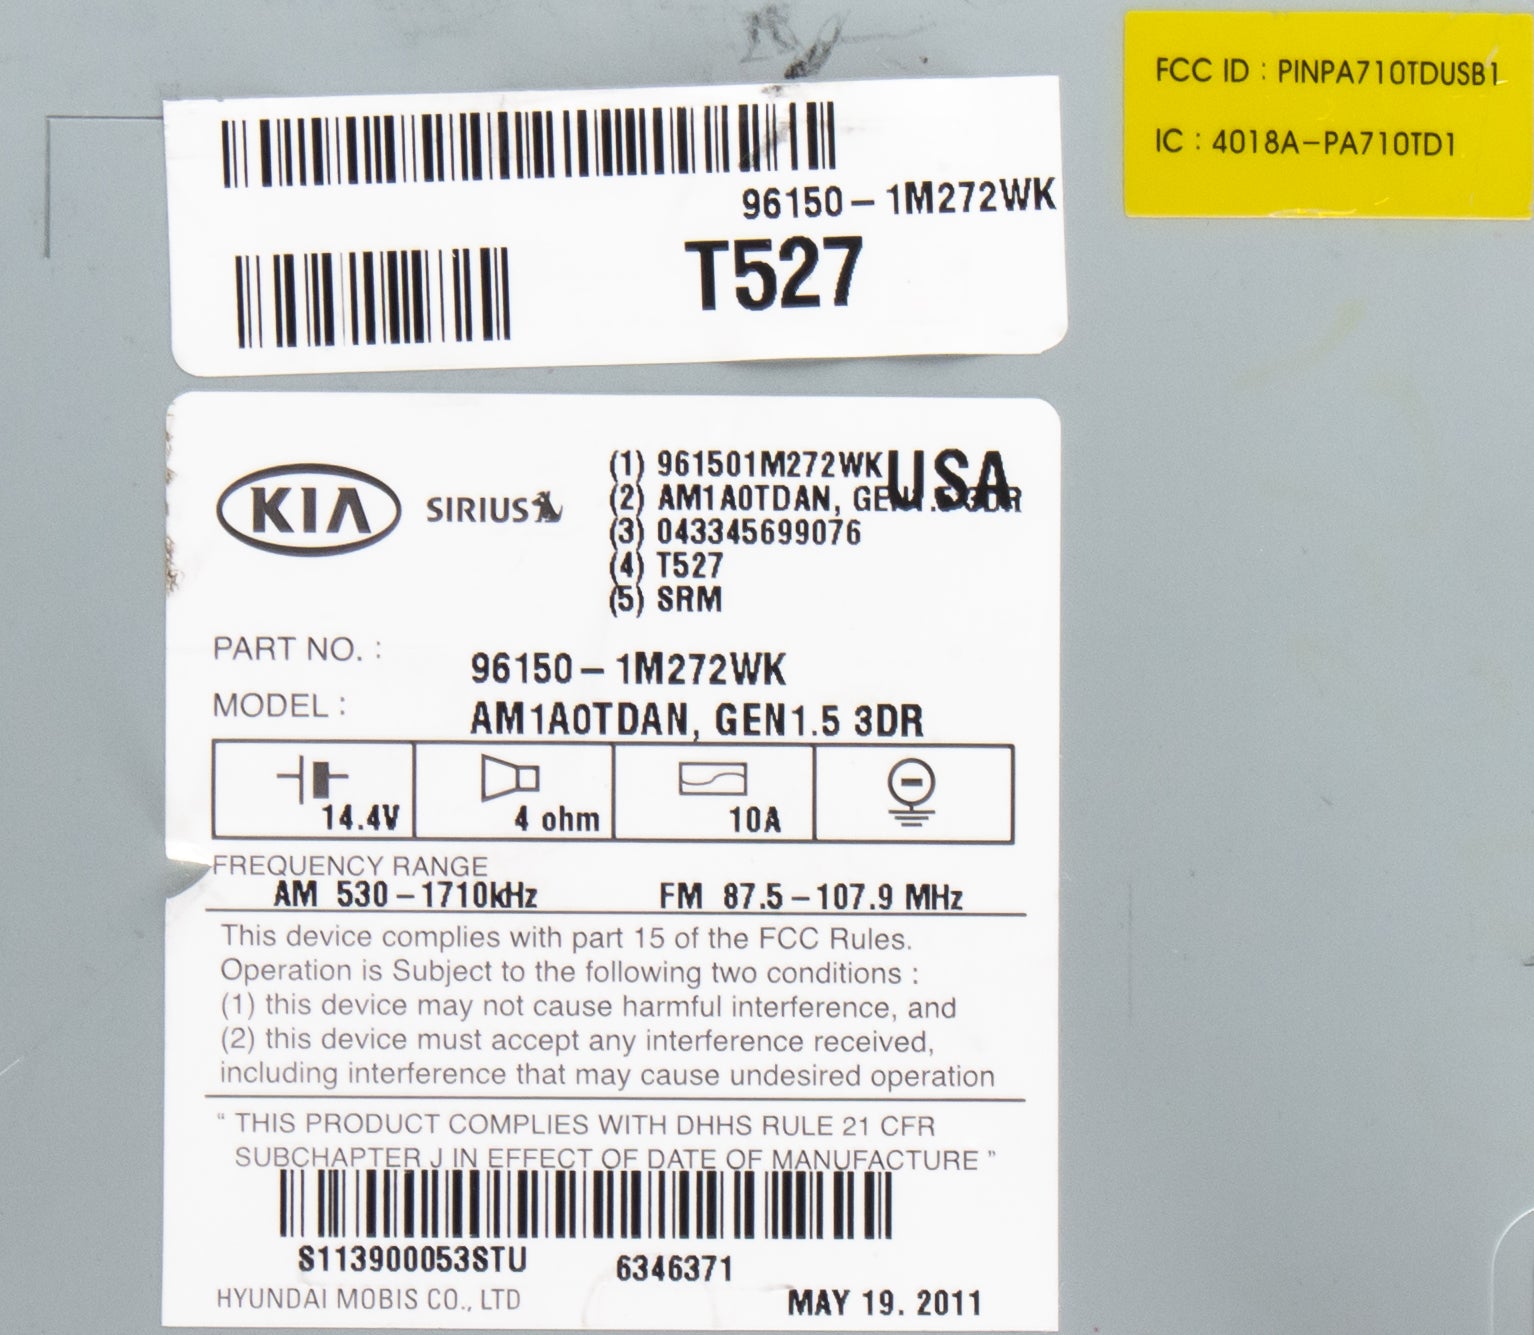 FCC ID : PINPA710TDUSB1
IC : 4018A-PA710TD1
96150-1M272WK
T527
KIA SIRIUS
(1) 961501M272WK
USA
(2) AM1A0TDAN, GEN1.5 3DR
(3) 043345699076
(4) T527
(5) SRM
PART NO. : 96150-1M272WK
MODEL : AM1A0TDAN, GEN1.5 3DR
14.4V 4 ohm 10A
FREQUENCY RANGE
AM 530-1710kHz FM 87.5-107.9 MHz
This device complies with part 15 of the FCC Rules.
Operation is Subject to the following two conditions :
(1) this device may not cause harmful interference, and
(2) this device must accept any interference received,
including interference that may cause undesired operation
" THIS PRODUCT COMPLIES WITH DHHS RULE 21 CFR
SUBCHAPTER J IN EFFECT OF DATE OF MANUFACTURE "
S113900053STU 6346371
HYUNDAI MOBIS CO., LTD MAY 19. 2011